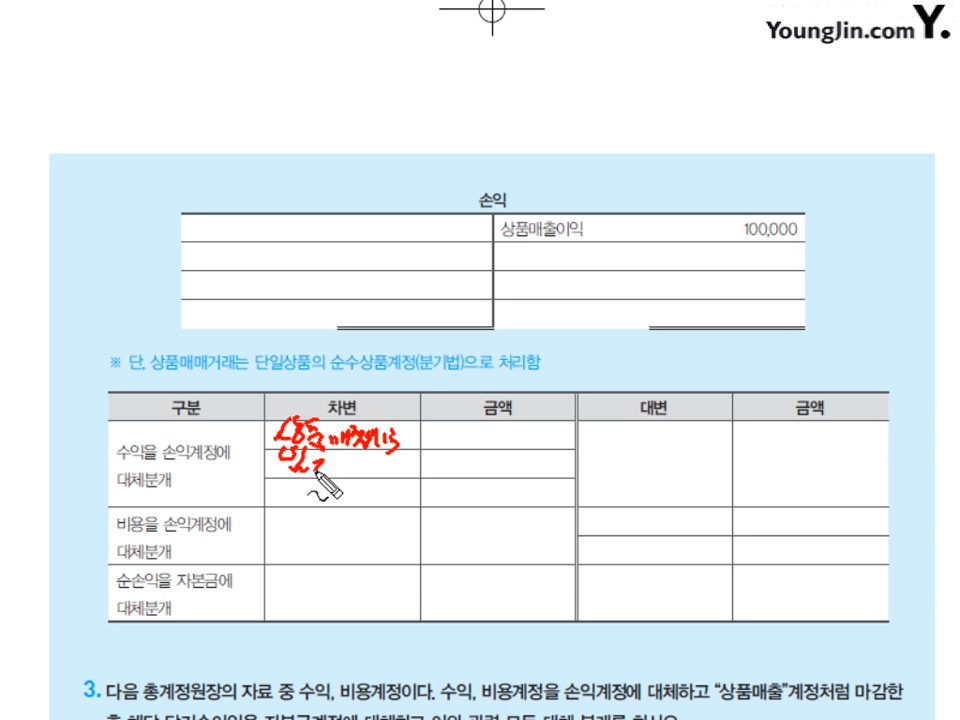 YoungJin.com Y.
손익
상품매출이익 100,000
※ 단, 상품매매거래는 단일상품의 순수상품계정(분기법)으로 처리함
구분 차변 금액 대변 금액
수익을 손익계정에
대체분개
상품매출이익
비용을 손익계정에
대체분개
순손익을 자본금에
대체분개
3. 다음 총계정원장의 자료 중 수익, 비용계정이다. 수익, 비용계정을 손익계정에 대체하고 “상품매출”계정처럼 마감한